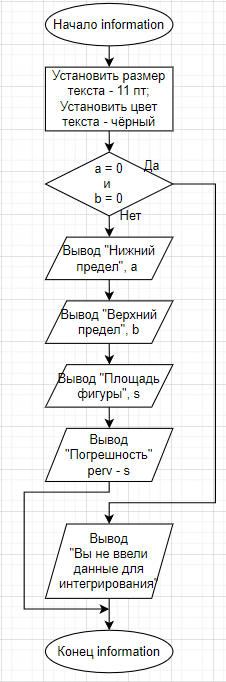 Начало information
Установить размер
текста - 11 пт;
Установить цвет
текста - чёрный
a = 0
и
b = 0
Да
Нет
Вывод "Нижний
предел", a
Вывод "Верхний
предел", b
Вывод "Площадь
фигуры", s
Вывод
"Погрешность"
perv - s
Вывод
"Вы не ввели
данные для
интегрирования"
Конец information